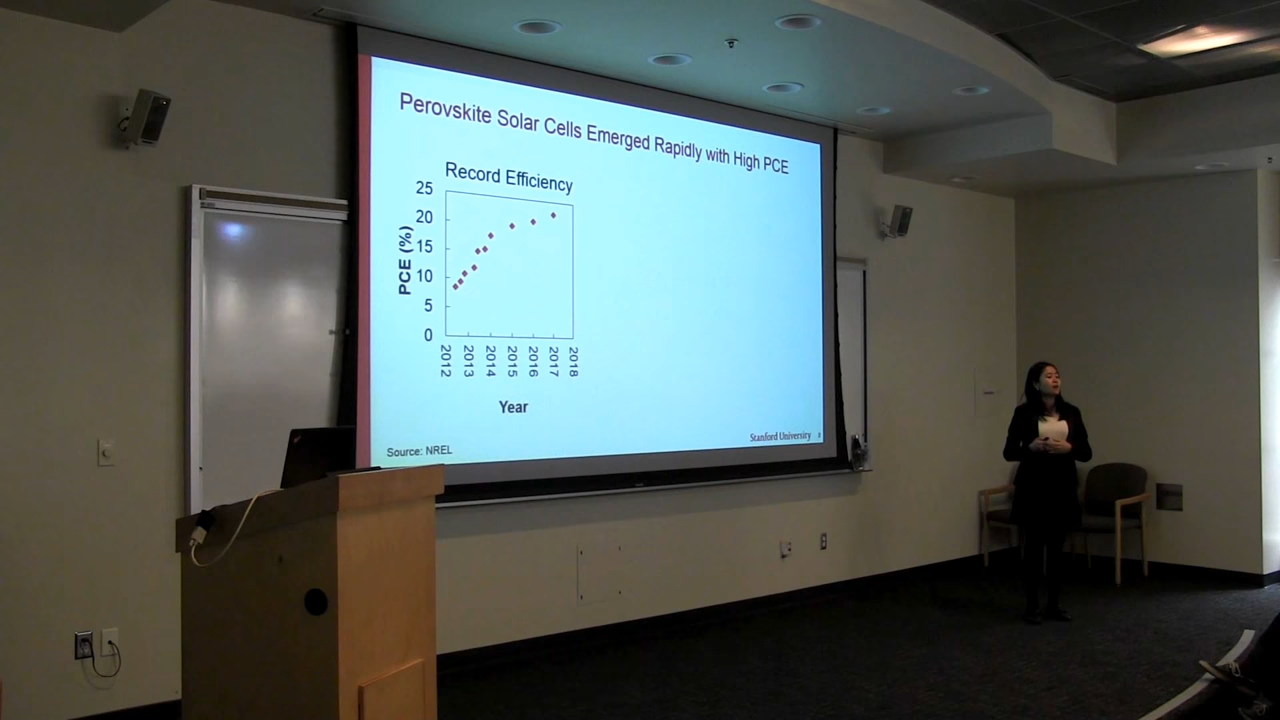 Perovskite Solar Cells Emerged Rapidly with High PCE
Record Efficiency
25
20
15
10
5
0
PCE (%)
2012
2013
2014
2015
2016
2017
2018
Year
Source: NREL
Stanford University 8